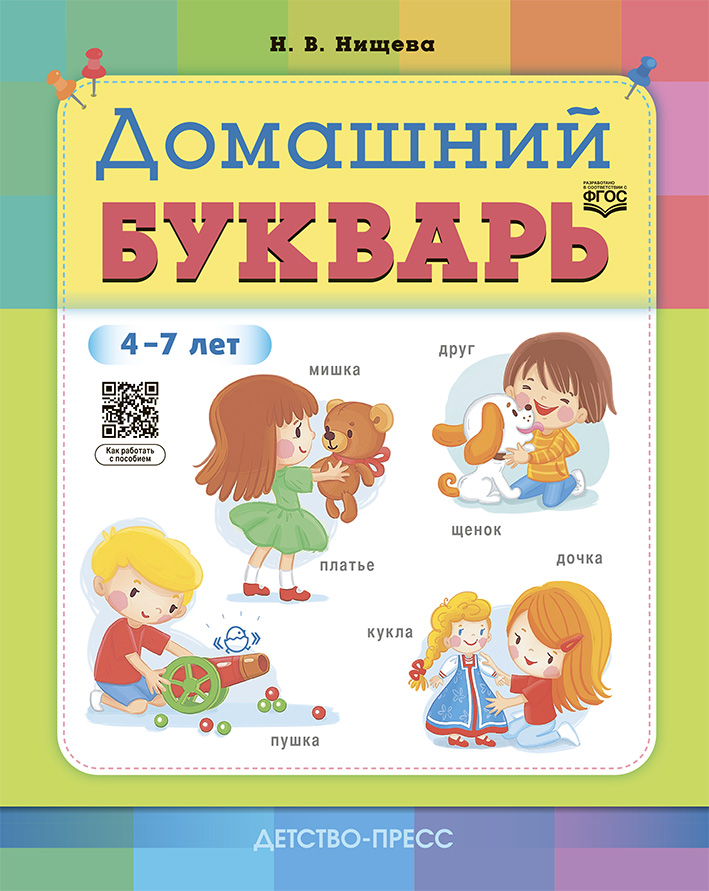 Н. В. Нищева
Домашний
БУКВАРЬ
РАЗРАБОТАНО
В СООТВЕТСТВИИ С
ФГОС
4–7 лет
Как работать
с пособием
мишка
друг
щенок
платье
дочка
кукла
пушка
ДЕТСТВО-ПРЕСС